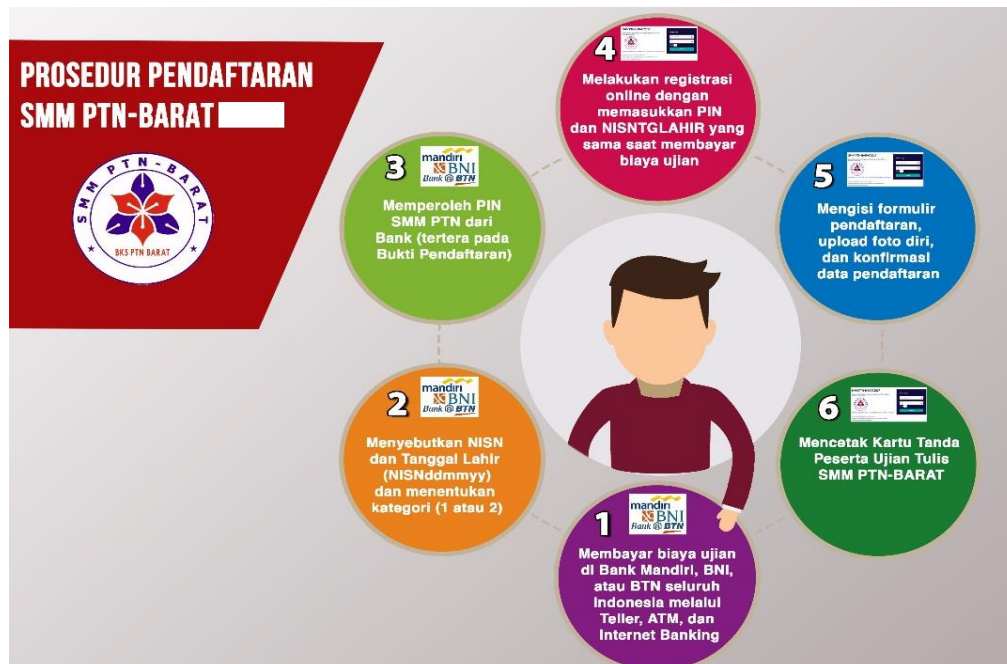 PROSEDUR PENDAFTARAN
SMM PTN-BARAT
SMM PTN-BARAT
BKS PTN BARAT
1
mandiri
BNI
Bank BTN
Membayar biaya ujian
di Bank Mandiri, BNI,
atau BTN seluruh
Indonesia melalui
Teller, ATM, dan
Internet Banking
2
mandiri
BNI
Bank BTN
Menyebutkan NISN
dan Tanggal Lahir
(NISNddmmyy)
dan menentukan
kategori (1 atau 2)
3
mandiri
BNI
Bank BTN
Memperoleh PIN
SMM PTN dari
Bank (tertera pada
Bukti Pendaftaran)
4
Melakukan registrasi
online dengan
memasukkan PIN
dan NISNTGLAHIR yang
sama saat membayar
biaya ujian
5
Mengisi formulir
pendaftaran,
upload foto diri,
dan konfirmasi
data pendaftaran
6
Mencetak Kartu Tanda
Peserta Ujian Tulis
SMM PTN-BARAT